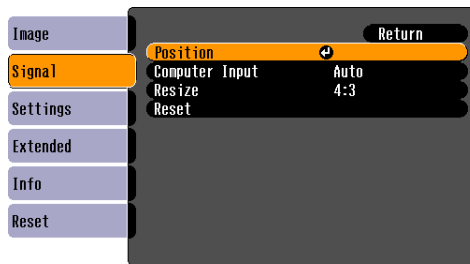 Image
Signal
Settings
Extended
Info
Reset
Return
Position
Computer Input Auto
Resize 4:3
Reset